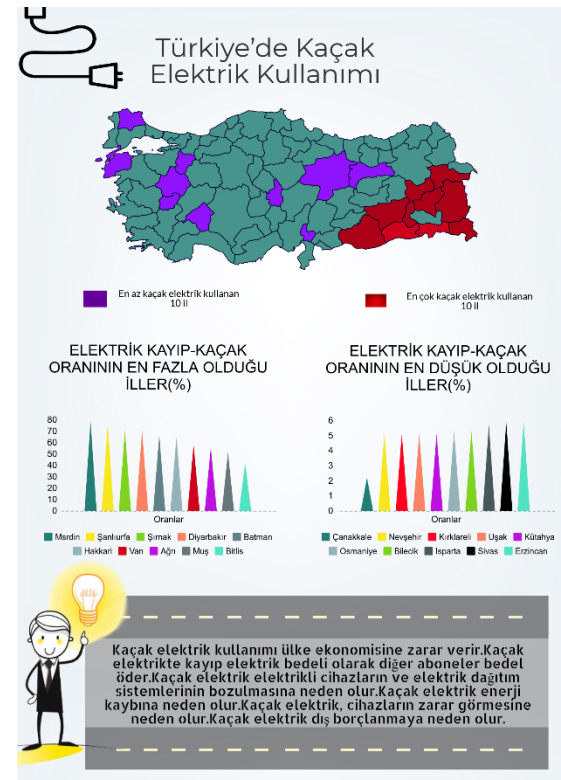 Türkiye'de Kaçak
Elektrik Kullanımı
En az kaçak elektrik kullanan
10 il
En çok kaçak elektrik kullanan
10 il
ELEKTRİK KAYIP-KAÇAK
ORANININ EN FAZLA OLDUĞU
İLLER(%)
80
70
60
50
40
30
20
10
0
Oranlar
Msrdin Şanlıurfa Şırnak Diyarbakır Batman
Hakkari Van Ağrı Muş Bitlis
ELEKTRİK KAYIP-KAÇAK
ORANININ EN DÜŞÜK OLDUĞU
İLLER(%)
6
5
4
3
2
1
0
Oranlar
Çanakkale Nevşehir Kırklareli Uşak Kütahya
Osmaniye Bilecik Isparta Sivas Erzincan
Kaçak elektrik kullanımı ülke ekonomisine zarar verir.Kaçak
elektrikte kayıp elektrik bedeli olarak diğer aboneler bedel
öder.Kaçak elektrik elektrikli cihazların ve elektrik dağıtım
sistemlerinin bozulmasına neden olur.Kaçak elektrik enerji
kaybına neden olur.Kaçak elektrik, cihazların zarar görmesine
neden olur.Kaçak elektrik dış borçlanmaya neden olur.